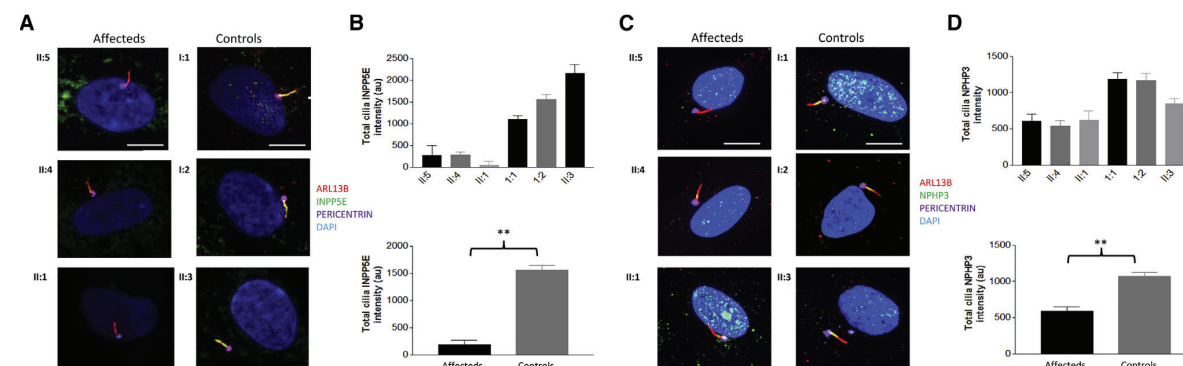 A
Affecteds
Controls
II:5
I:1
II:4
I:2
II:1
II:3
ARL13B
INPP5E
PERICENTRIN
DAPI
B
Total cilia INPP5E
intensity (au)
2500
2000
1500
1000
500
0
II:5
II:4
II:1
1:1
1:2
II:3
Total cilia INPP5E
intensity (au)
2000
1500
1000
500
0
**
Affecteds
Controls
C
Affecteds
Controls
II:5
I:1
II:4
I:2
II:1
II:3
ARL13B
NPHP3
PERICENTRIN
DAPI
D
Total cilia NPHP3
intensity
1500
1000
500
0
II:5
II:4
II:1
1:1
1:2
II:3
Total cilia NPHP3
intensity (au)
1500
1000
500
0
**
Affecteds
Controls